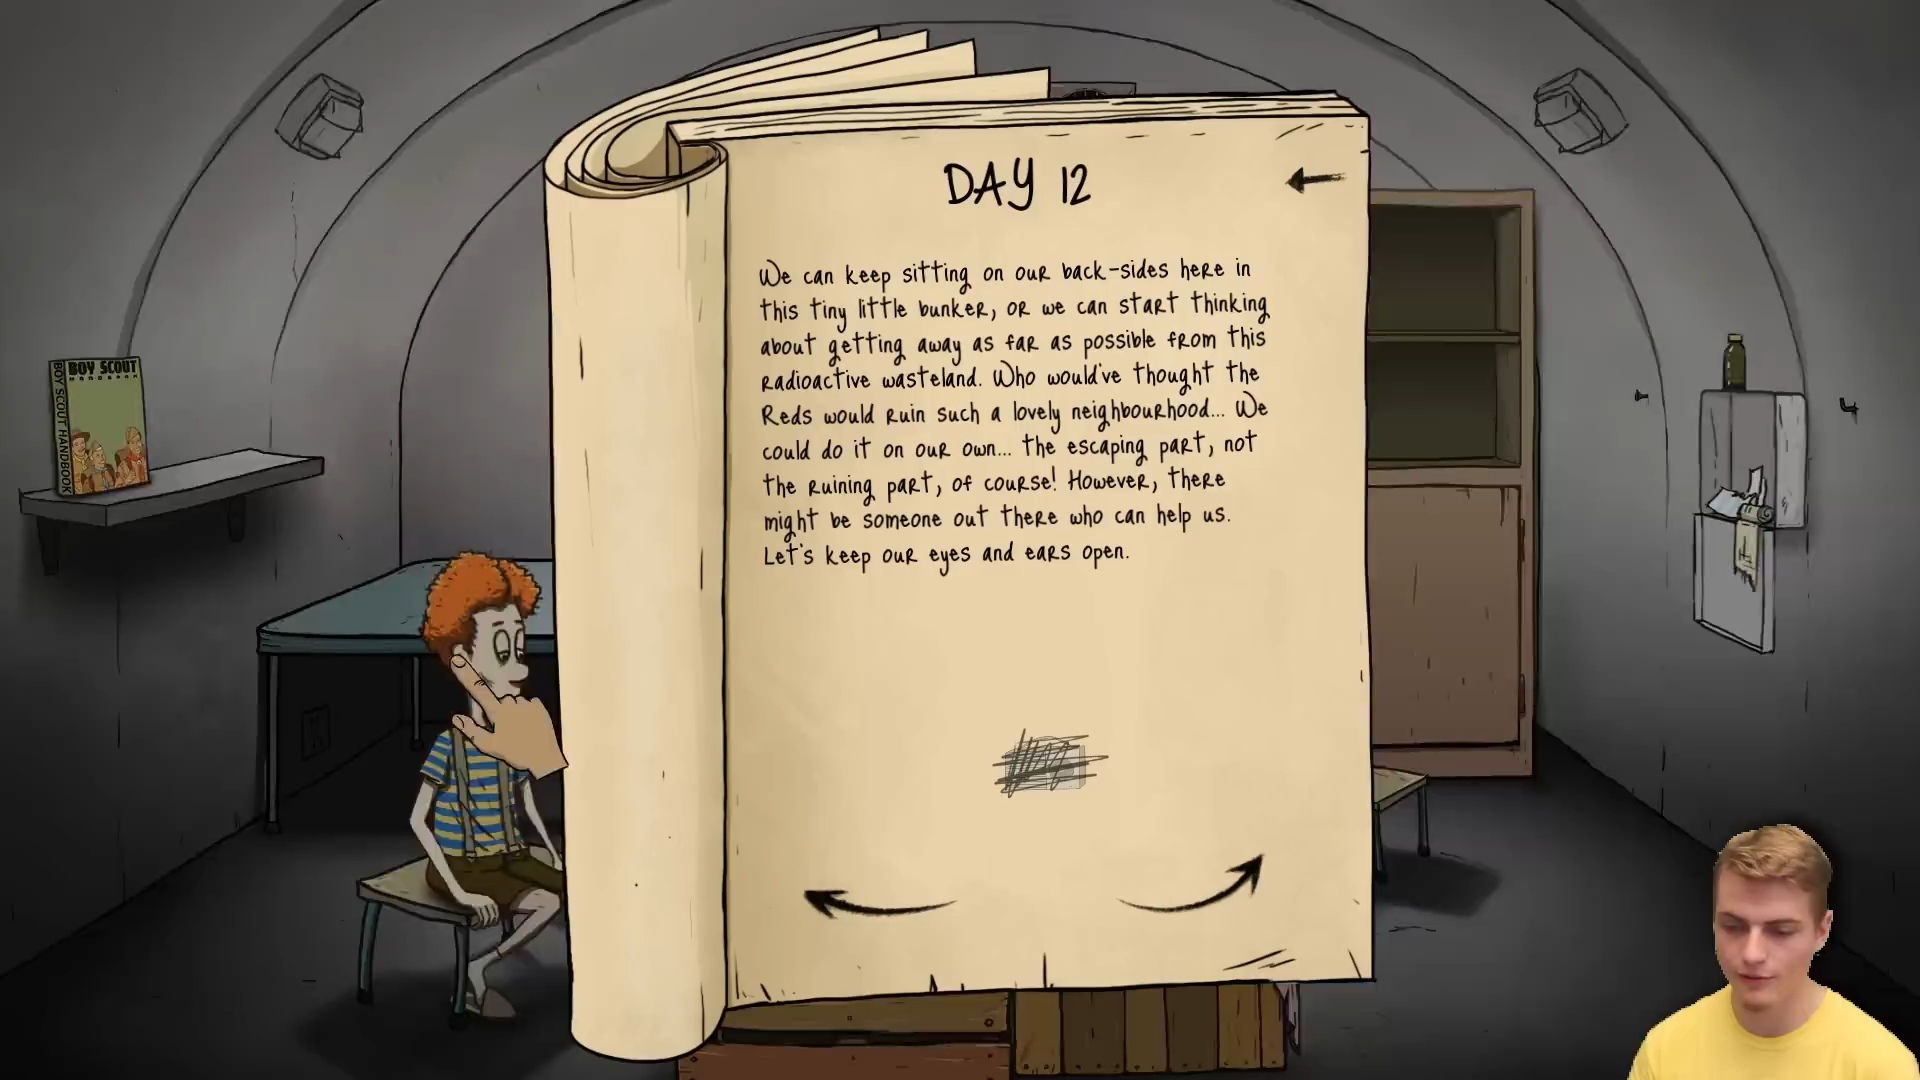 DAY 12
We can keep sitting on our back-sides here in
this tiny little bunker, or we can start thinking
about getting away as far as possible from this
radioactive wasteland. Who would've thought the
Reds would ruin such a lovely neighbourhood... We
could do it on our own... the escaping part, not
the ruining part, of course! However, there
might be someone out there who can help us.
Let's keep our eyes and ears open.
BOY SCOUT
HANDBOOK
BOY SCOUT HANDBOOK